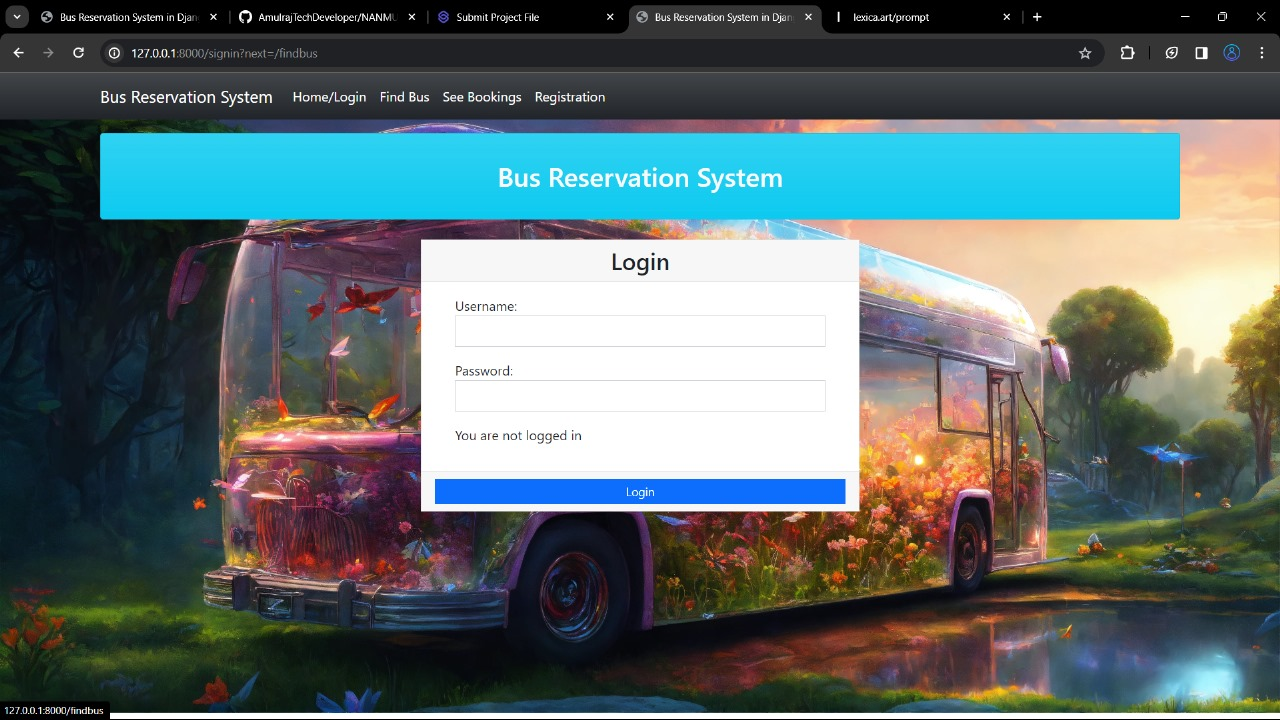 Bus Reservation System in Djan
AmulrajTechDeveloper/NANMU
Submit Project File
Bus Reservation System in Djan
lexica.art/prompt
127.0.0.1:8000/signin?next=/findbus
Bus Reservation System Home/Login Find Bus See Bookings Registration
Bus Reservation System
Login
Username:
Password:
You are not logged in
Login
127.0.0.1:8000/findbus